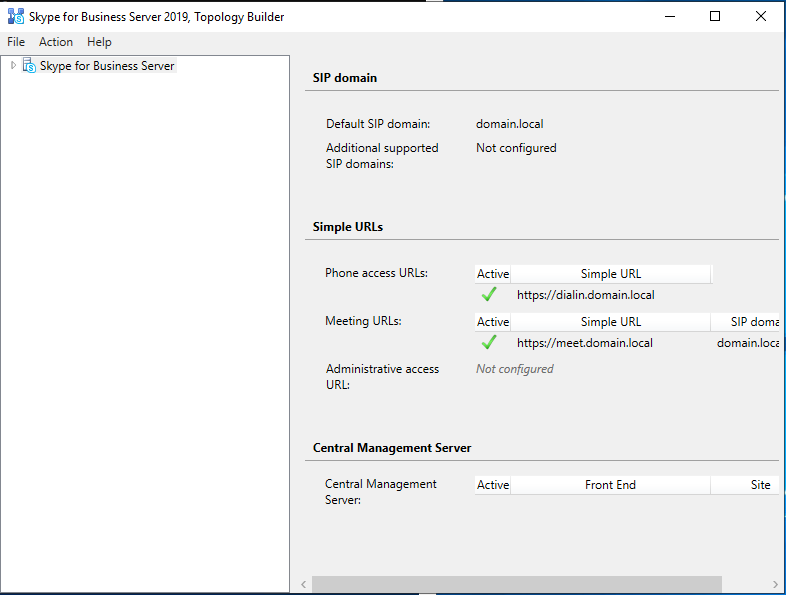 Skype for Business Server 2019, Topology Builder
File Action Help
Skype for Business Server
SIP domain
Default SIP domain: domain.local
Additional supported Not configured
SIP domains:
Simple URLs
Phone access URLs: Active Simple URL
https://dialin.domain.local
Meeting URLs: Active Simple URL SIP doma
https://meet.domain.local domain.loca
Administrative access Not configured
URL:
Central Management Server
Central Management Active Front End Site
Server: